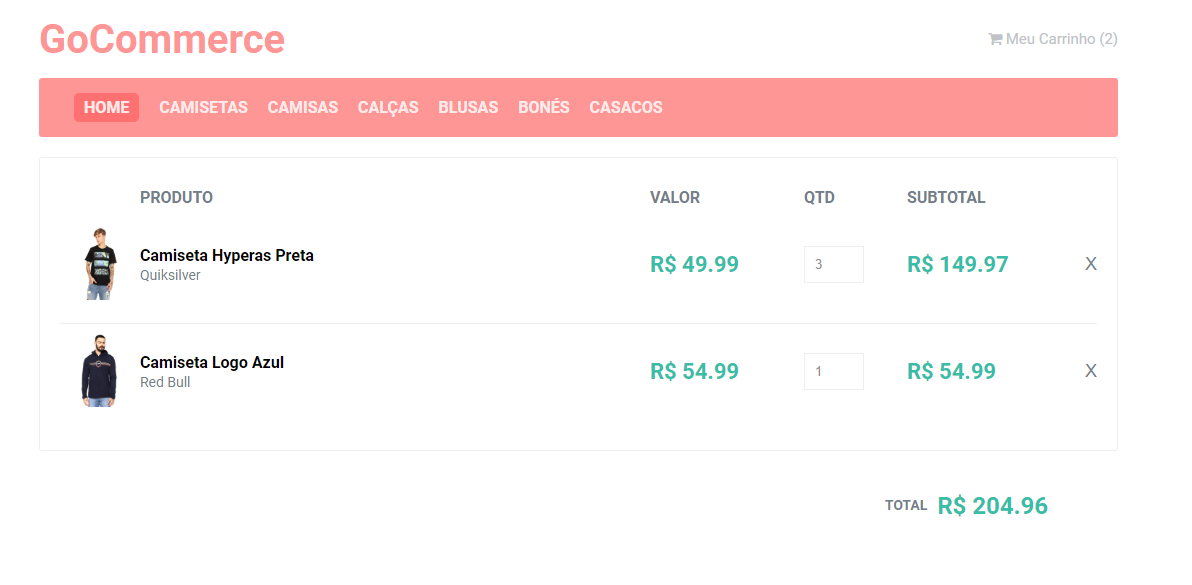 GoCommerce
Meu Carrinho (2)
HOME CAMISETAS CAMISAS CALÇAS BLUSAS BONÉS CASACOS
PRODUTO VALOR QTD SUBTOTAL
Camiseta Hyperas Preta
Quiksilver
R$ 49.99 3 R$ 149.97 X
Camiseta Logo Azul
Red Bull
R$ 54.99 1 R$ 54.99 X
TOTAL R$ 204.96